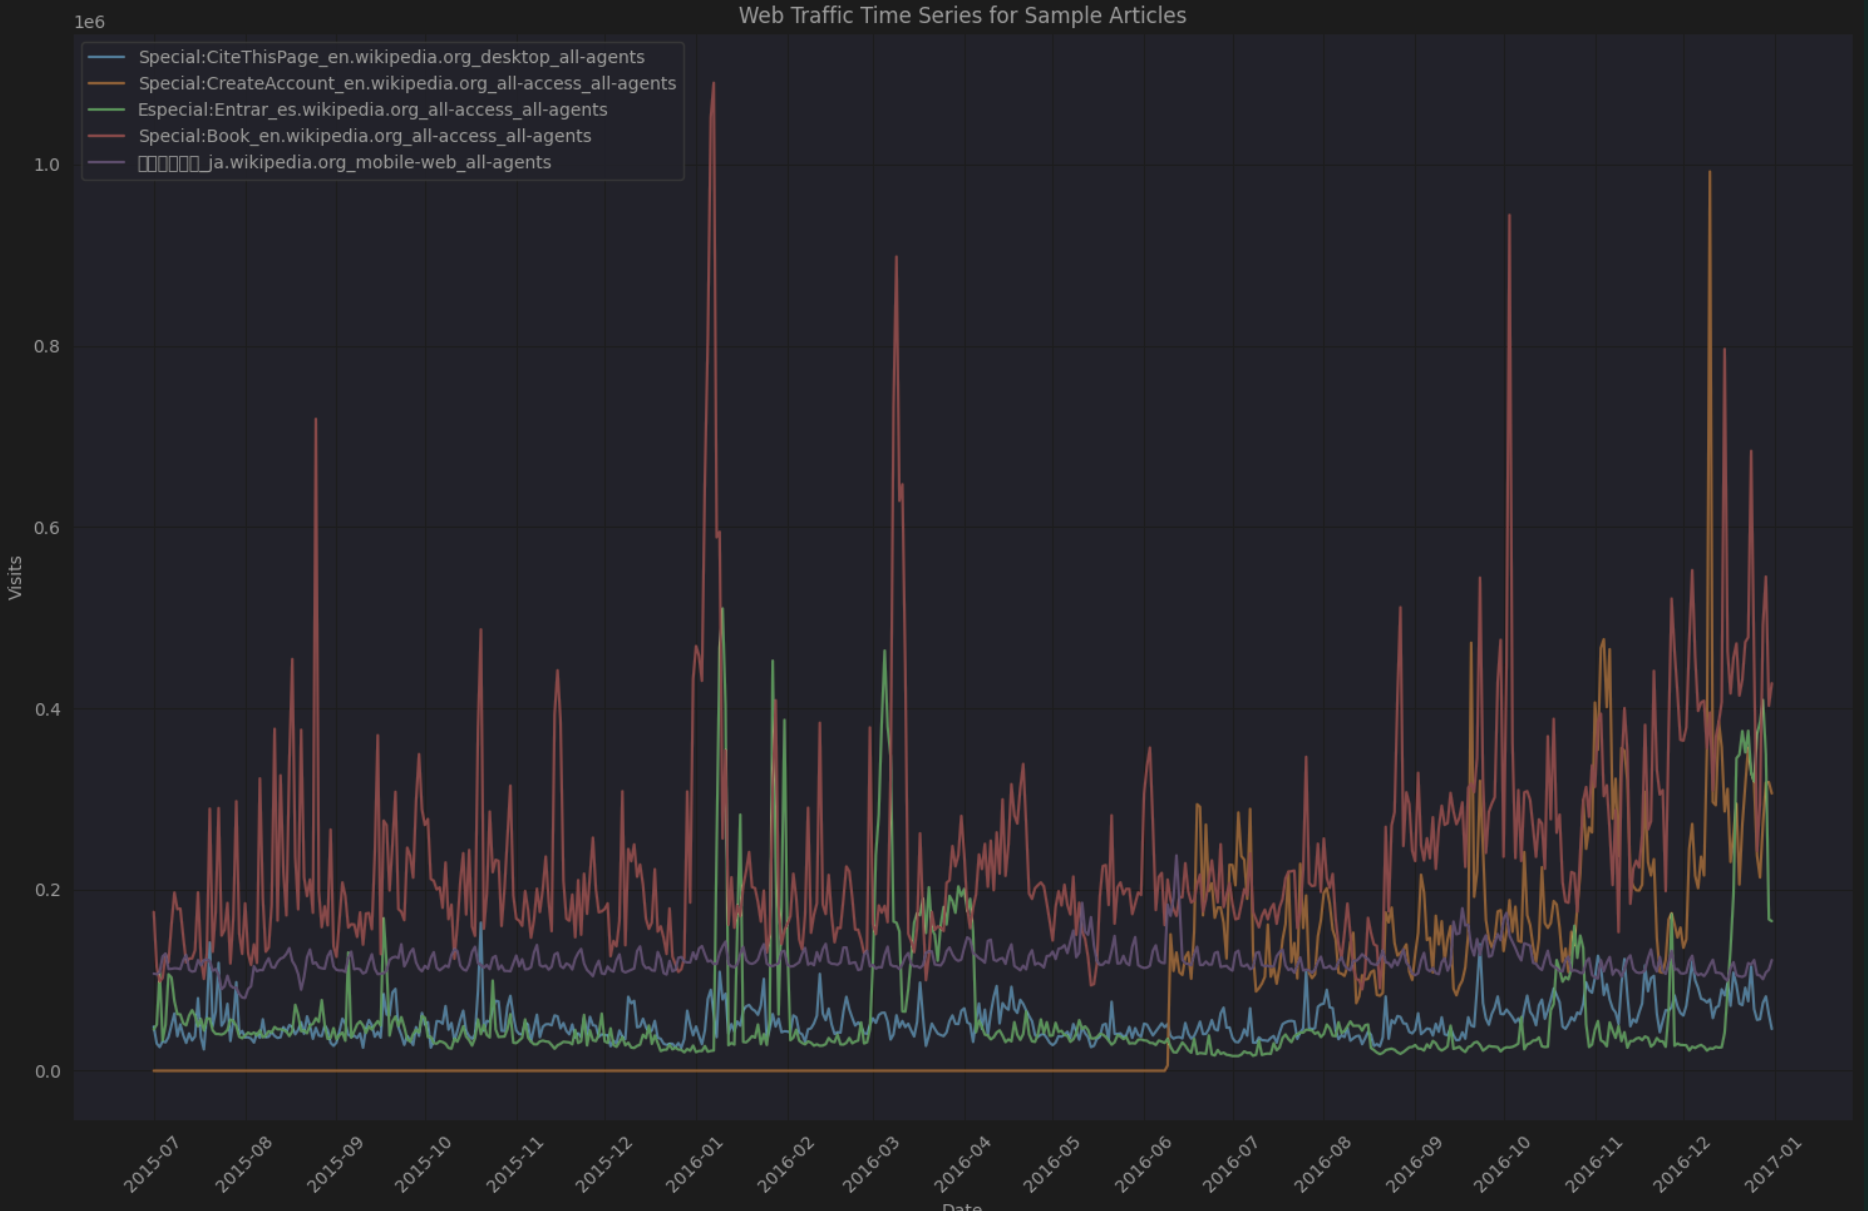 Web Traffic Time Series for Sample Articles
1e6
Special:CiteThisPage_en.wikipedia.org_desktop_all-agents
Special:CreateAccount_en.wikipedia.org_all-access_all-agents
Especial:Entrar_es.wikipedia.org_all-access_all-agents
Special:Book_en.wikipedia.org_all-access_all-agents
□□□□□□_ja.wikipedia.org_mobile-web_all-agents
1.0
0.8
0.6
0.4
0.2
0.0
Visits
2015-07
2015-08
2015-09
2015-10
2015-11
2015-12
2016-01
2016-02
2016-03
2016-04
2016-05
2016-06
2016-07
2016-08
2016-09
2016-10
2016-11
2016-12
2017-01
Date